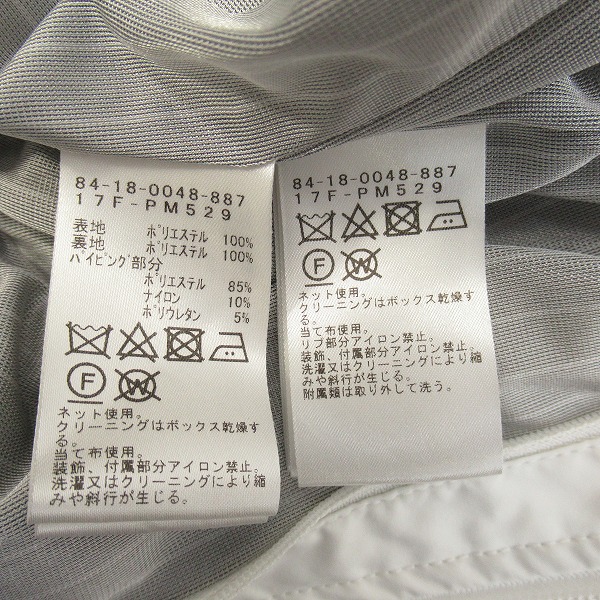 84-18-0048-887
17F-PM529
表地 ポリエステル 100%
裏地 ポリエステル 100%
パイピング部分
ポリエステル 85%
ナイロン 10%
ポリウレタン 5%
F W
ネット使用。
クリーニングはボックス乾燥す
る。
当て布使用。
装飾、付属部分アイロン禁止。
洗濯又はクリーニングにより縮
みや斜行が生じる。
84-18-0048-887
17F-PM529
F W
ネット使用。
クリーニングはボックス乾燥す
る。
当て布使用。
リブ部分アイロン禁止。
装飾、付属部分アイロン禁止。
洗濯又はクリーニングにより縮
みや斜行が生じる。
附属類は取り外して洗う。